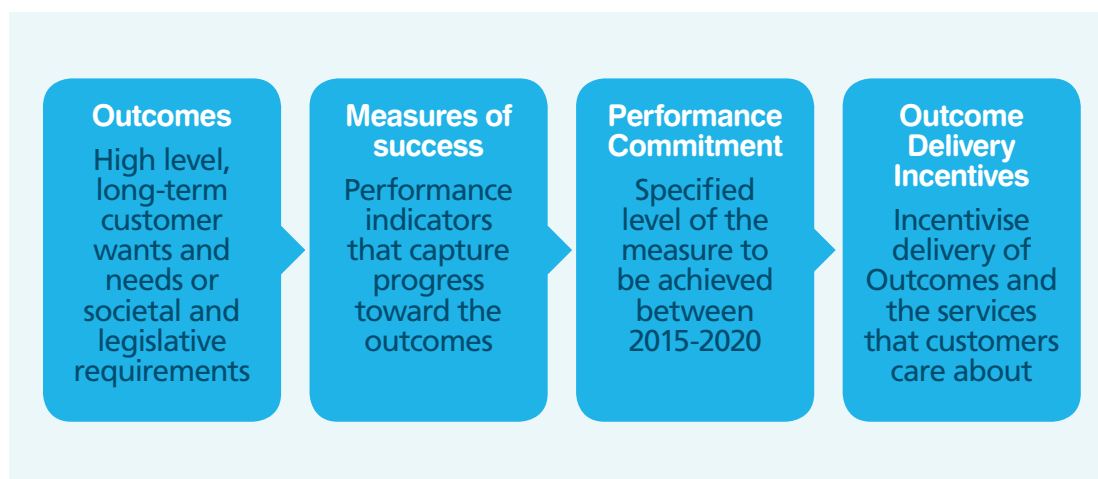 Outcomes
High level,
long-term
customer
wants and
needs or
societal and
legislative
requirements
Measures of
success
Performance
indicators
that capture
progress
toward the
outcomes
Performance
Commitment
Specified
level of the
measure to
be achieved
between
2015-2020
Outcome
Delivery
Incentives
Incentivise
delivery of
Outcomes and
the services
that customers
care about